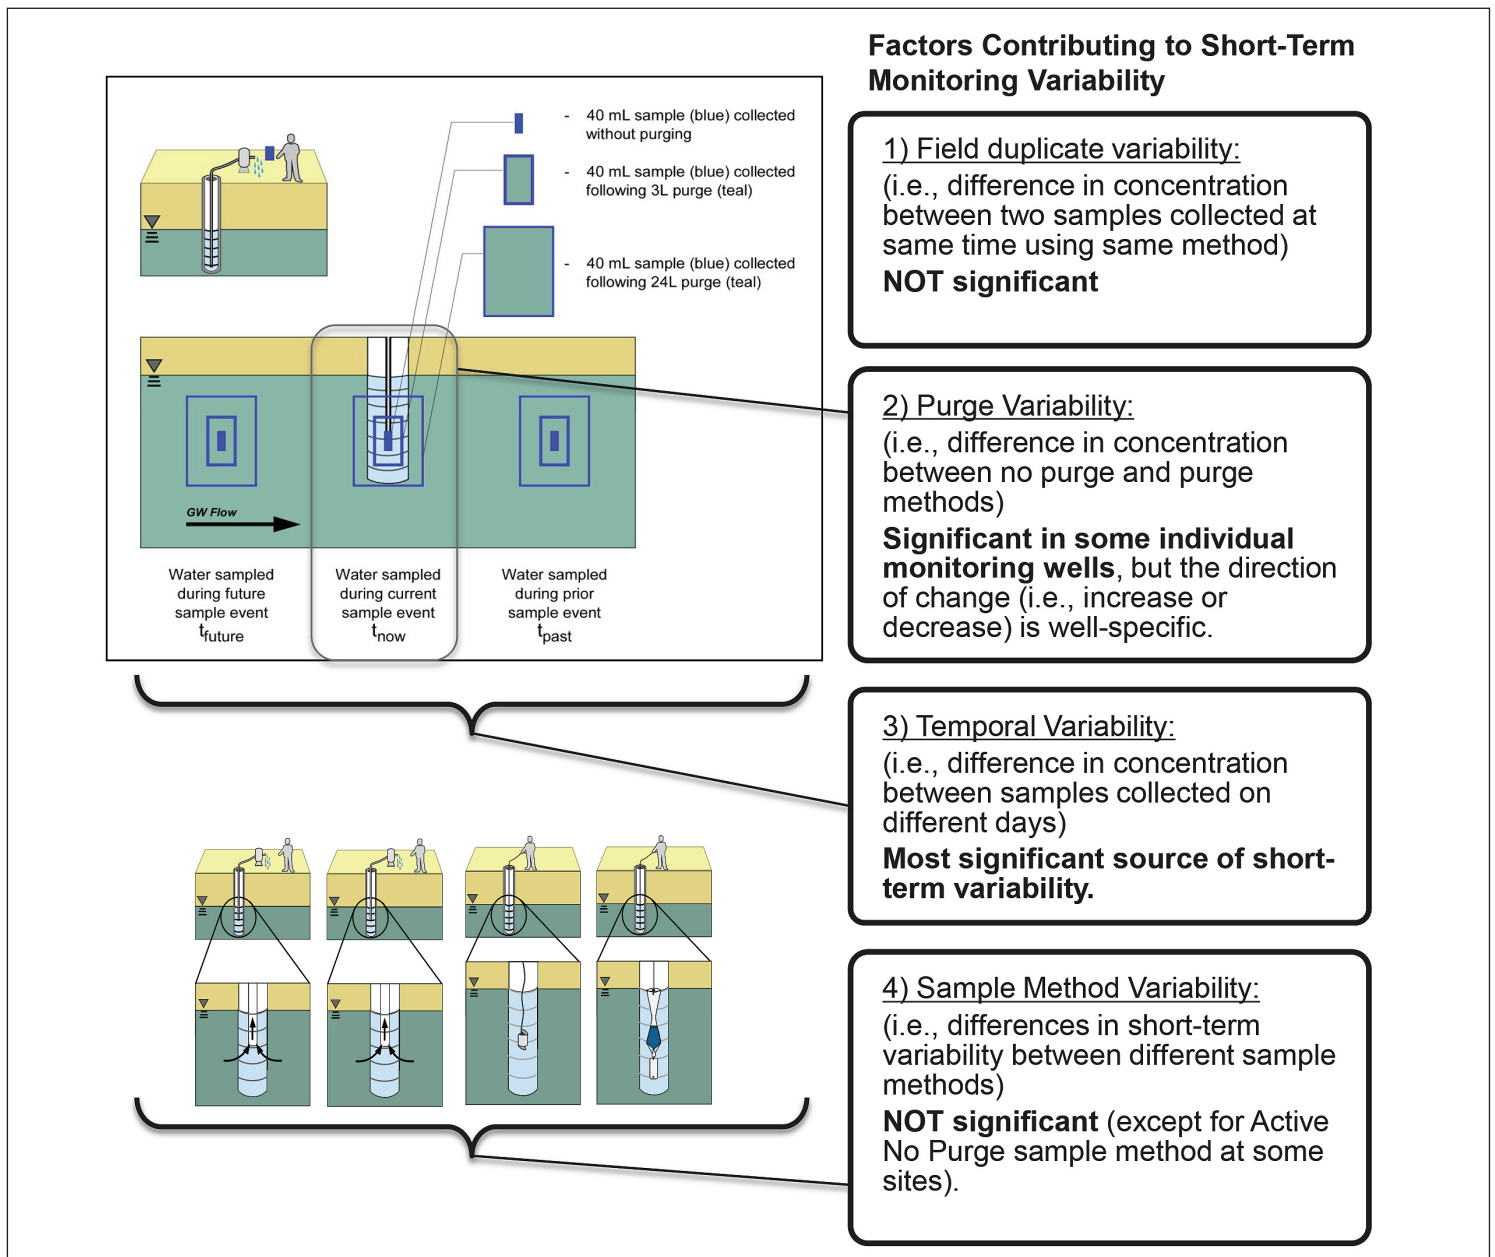 Factors Contributing to Short-Term
Monitoring Variability
- 40 mL sample (blue) collected
without purging
- 40 mL sample (blue) collected
following 3L purge (teal)
- 40 mL sample (blue) collected
following 24L purge (teal)
GW Flow
Water sampled
during future
sample event
tfuture
Water sampled
during current
sample event
tnow
Water sampled
during prior
sample event
tpast
1) Field duplicate variability:
(i.e., difference in concentration
between two samples collected at
same time using same method)
NOT significant
2) Purge Variability:
(i.e., difference in concentration
between no purge and purge
methods)
Significant in some individual
monitoring wells, but the direction
of change (i.e., increase or
decrease) is well-specific.
3) Temporal Variability:
(i.e., difference in concentration
between samples collected on
different days)
Most significant source of short-
term variability.
4) Sample Method Variability:
(i.e., differences in short-term
variability between different sample
methods)
NOT significant (except for Active
No Purge sample method at some
sites).